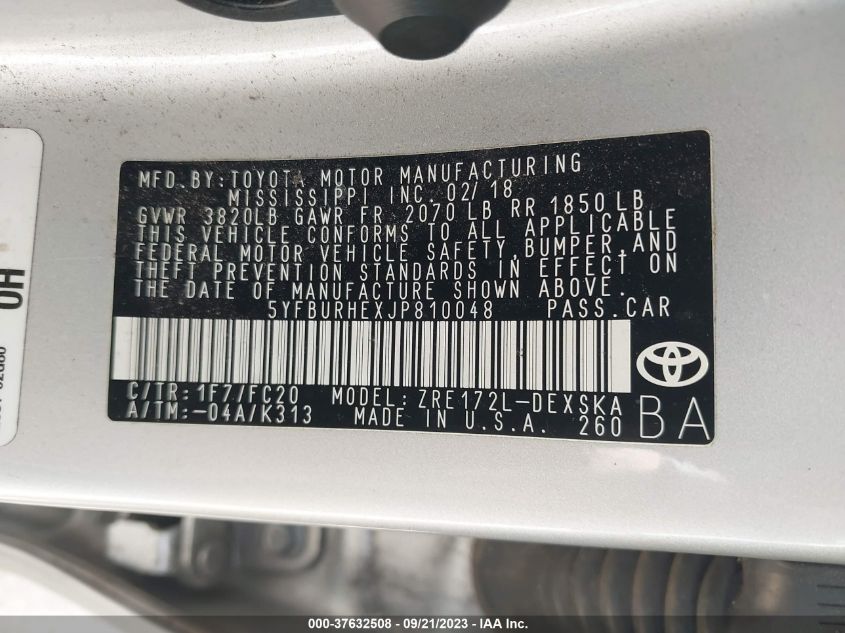 MFD.BY:TOYOTA MOTOR MANUFACTURING
MISSISSIPPI INC. 02/18
GVWR 3820LB GAWR FR. 2070 LB RR 1850 LB
THIS VEHICLE CONFORMS TO ALL APPLICABLE
FEDERAL MOTOR VEHICLE SAFETY, BUMPER, AND
THEFT PREVENTION STANDARDS IN EFFECT ON
THE DATE OF MANUFACTURE SHOWN ABOVE.
5YFBURHEXJP810048 PASS.CAR
C/TR: 1F7/FC20 MODEL: ZRE172L-DEXSKA
A/TM:-04A/K313 MADE IN U.S.A. 260 BA
OH
000-37632508 - 09/21/2023 - IAA Inc.